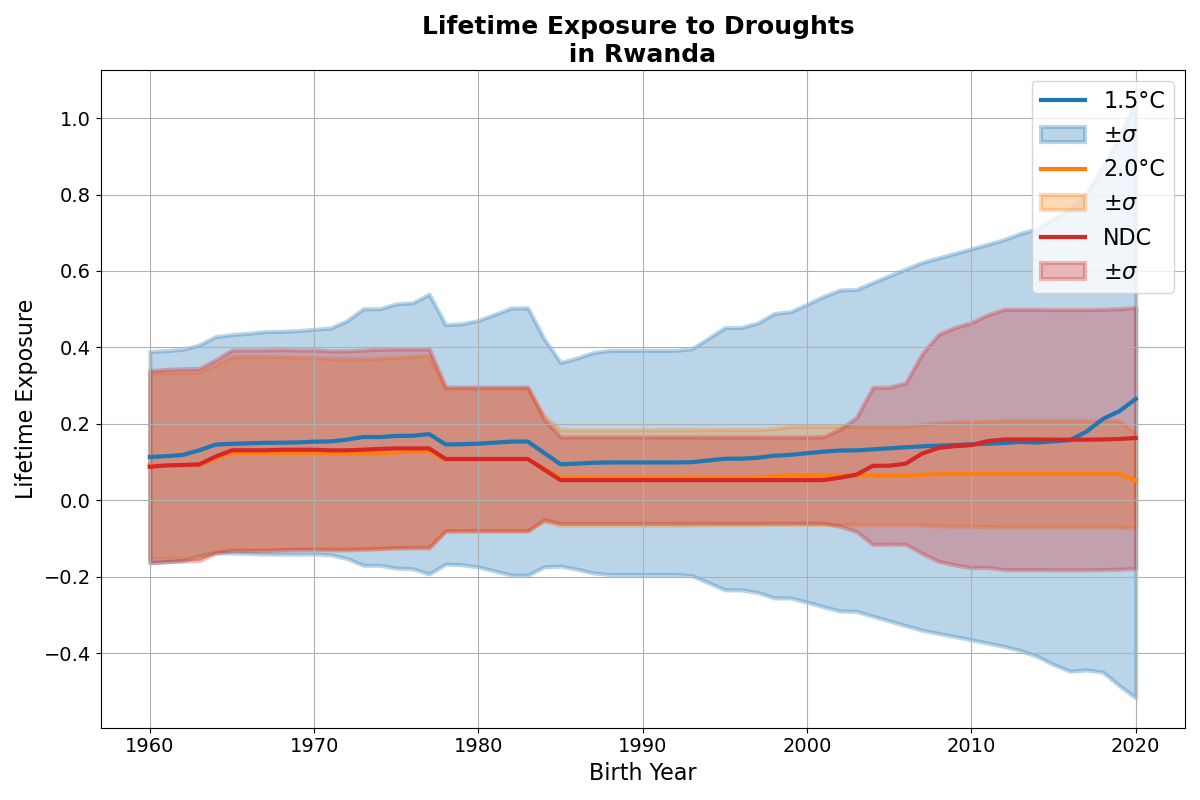 Lifetime Exposure to Droughts
in Rwanda
1.5°C
±σ
2.0°C
±σ
NDC
±σ
1.0
0.8
0.6
0.4
0.2
0.0
−0.2
−0.4
Lifetime Exposure
1960
1970
1980
1990
2000
2010
2020
Birth Year